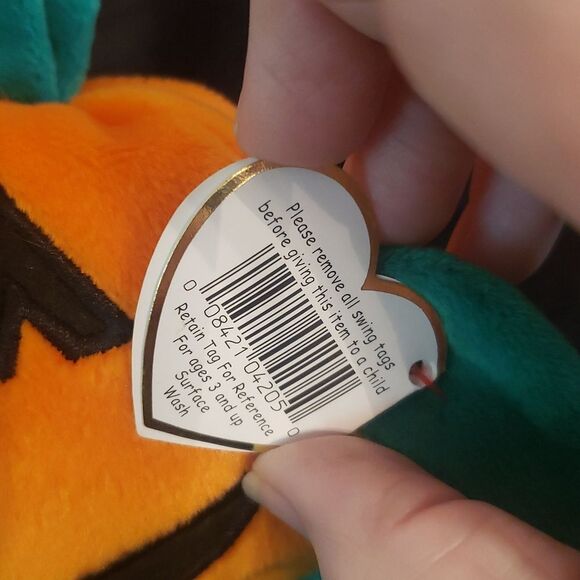 Please remove all swing tags
before giving this item to a child
0 08421 04205 0
Retain Tag For Reference
For ages 3 and up
Surface
Wash